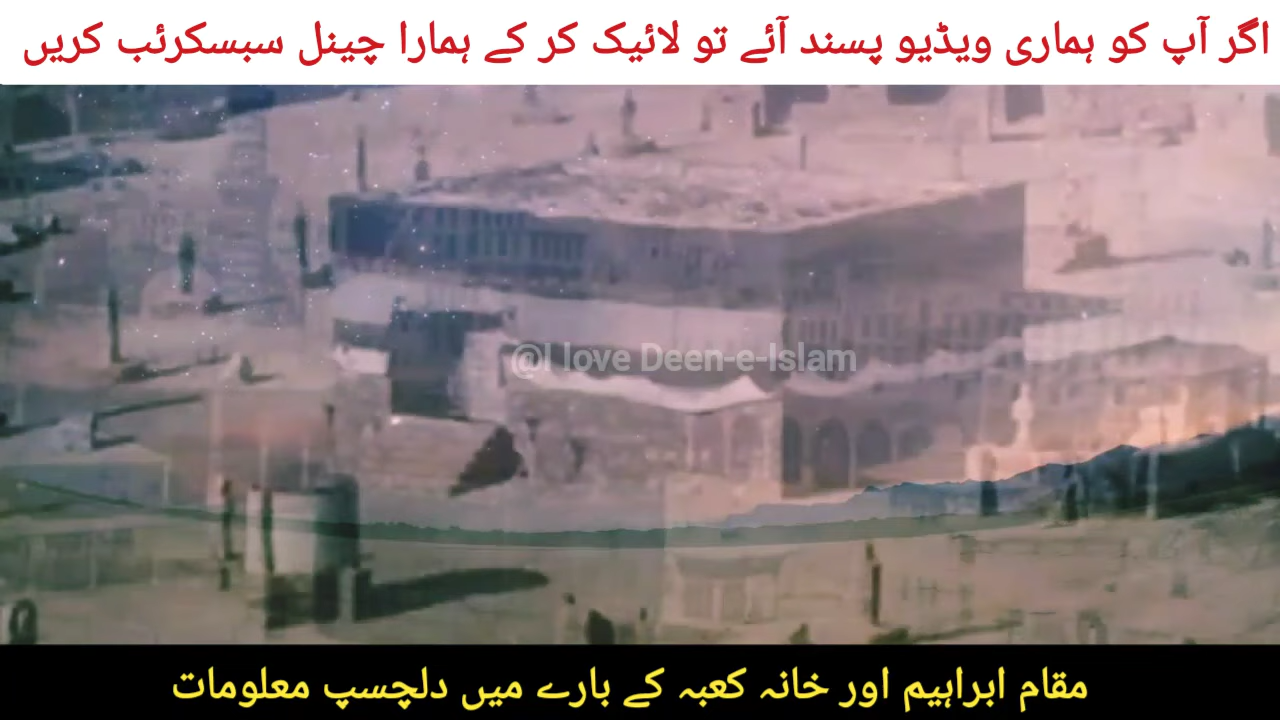 اگر آپ کو ہماری ویڈیو پسند آئے تو لائیک کر کے ہمارا چینل سبسکرئب کریں
@I love Deen-e-Islam
مقام ابراہیم اور خانہ کعبہ کے بارے میں دلچسپ معلومات